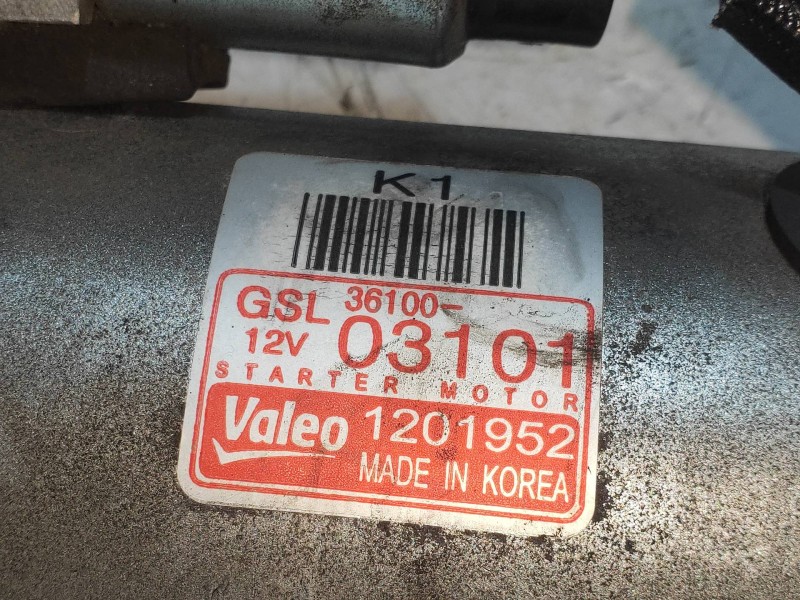 K1
GSL 36100-
12V 03101
STARTER MOTOR
Valeo 1201952
MADE IN KOREA